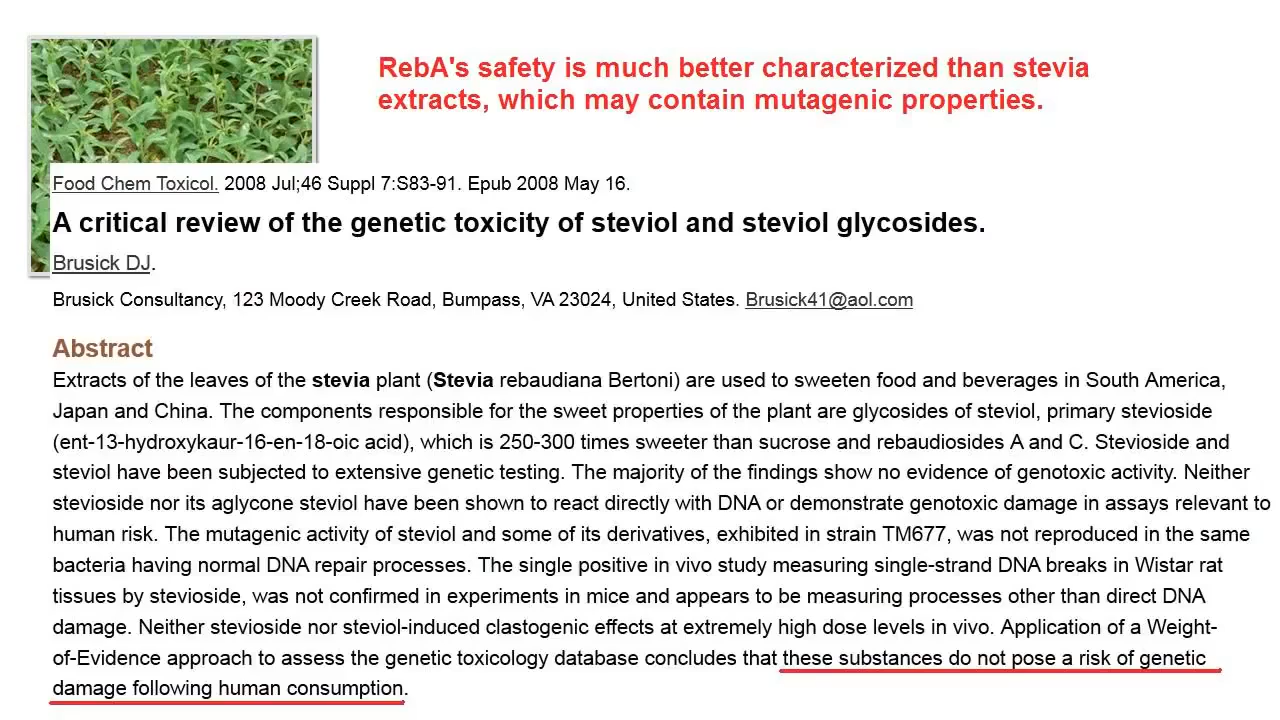 RebA's safety is much better characterized than stevia
extracts, which may contain mutagenic properties.
Food Chem Toxicol. 2008 Jul;46 Suppl 7:S83-91. Epub 2008 May 16.
A critical review of the genetic toxicity of steviol and steviol glycosides.
Brusick DJ.
Brusick Consultancy, 123 Moody Creek Road, Bumpass, VA 23024, United States. Brusick41@aol.com
Abstract
Extracts of the leaves of the stevia plant (Stevia rebaudiana Bertoni) are used to sweeten food and beverages in South America,
Japan and China. The components responsible for the sweet properties of the plant are glycosides of steviol, primary stevioside
(ent-13-hydroxykaur-16-en-18-oic acid), which is 250-300 times sweeter than sucrose and rebaudiosides A and C. Stevioside and
steviol have been subjected to extensive genetic testing. The majority of the findings show no evidence of genotoxic activity. Neither
stevioside nor its aglycone steviol have been shown to react directly with DNA or demonstrate genotoxic damage in assays relevant to
human risk. The mutagenic activity of steviol and some of its derivatives, exhibited in strain TM677, was not reproduced in the same
bacteria having normal DNA repair processes. The single positive in vivo study measuring single-strand DNA breaks in Wistar rat
tissues by stevioside, was not confirmed in experiments in mice and appears to be measuring processes other than direct DNA
damage. Neither stevioside nor steviol-induced clastogenic effects at extremely high dose levels in vivo. Application of a Weight-
of-Evidence approach to assess the genetic toxicology database concludes that these substances do not pose a risk of genetic
damage following human consumption.